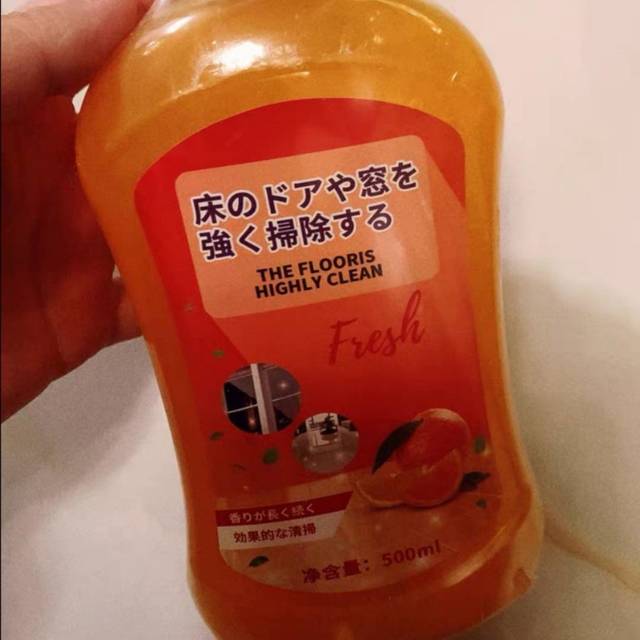 床のドアや窓を
強く掃除する
THE FLOORIS
HIGHLY CLEAN
Fresh
香りが長く続く
効果的な清掃
净含量：500ml